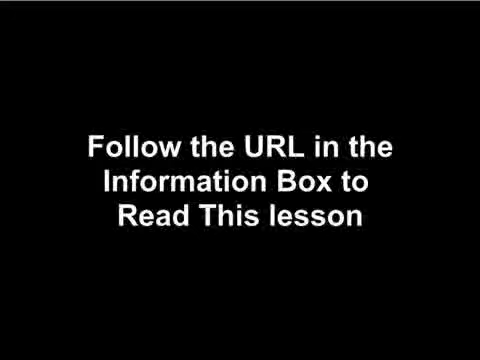 Follow the URL in the
Information Box to
Read This lesson